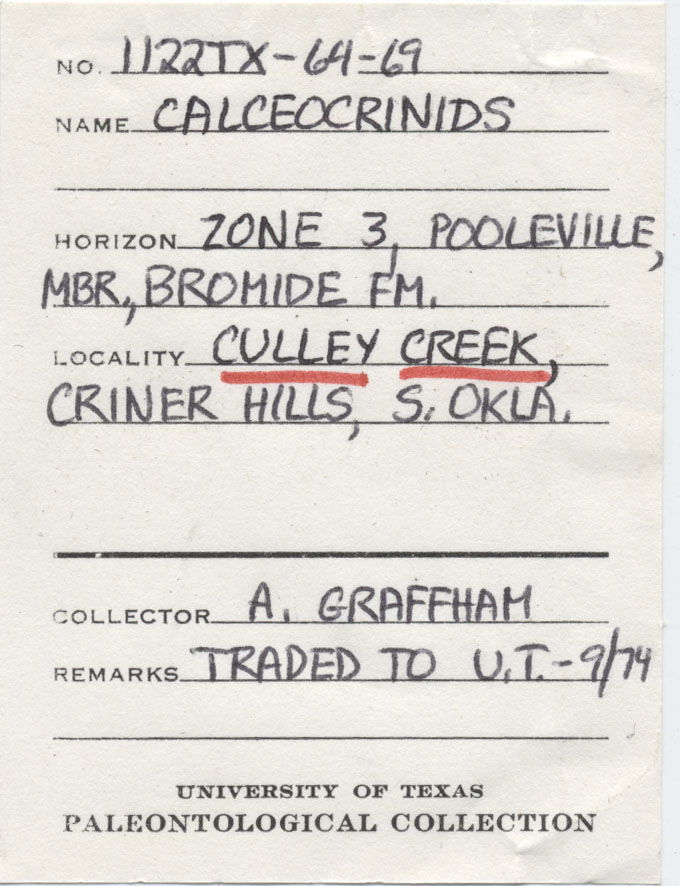 NO. 1122TX-64-69
NAME CALCEOCRINIDS
HORIZON ZONE 3, POOLEVILLE,
MBR, BROMIDE FM.
LOCALITY CULLEY CREEK,
CRINER HILLS, S. OKLA.
COLLECTOR A. GRAFFHAM
REMARKS TRADED TO U.T.-9/74
UNIVERSITY OF TEXAS
PALEONTOLOGICAL COLLECTION